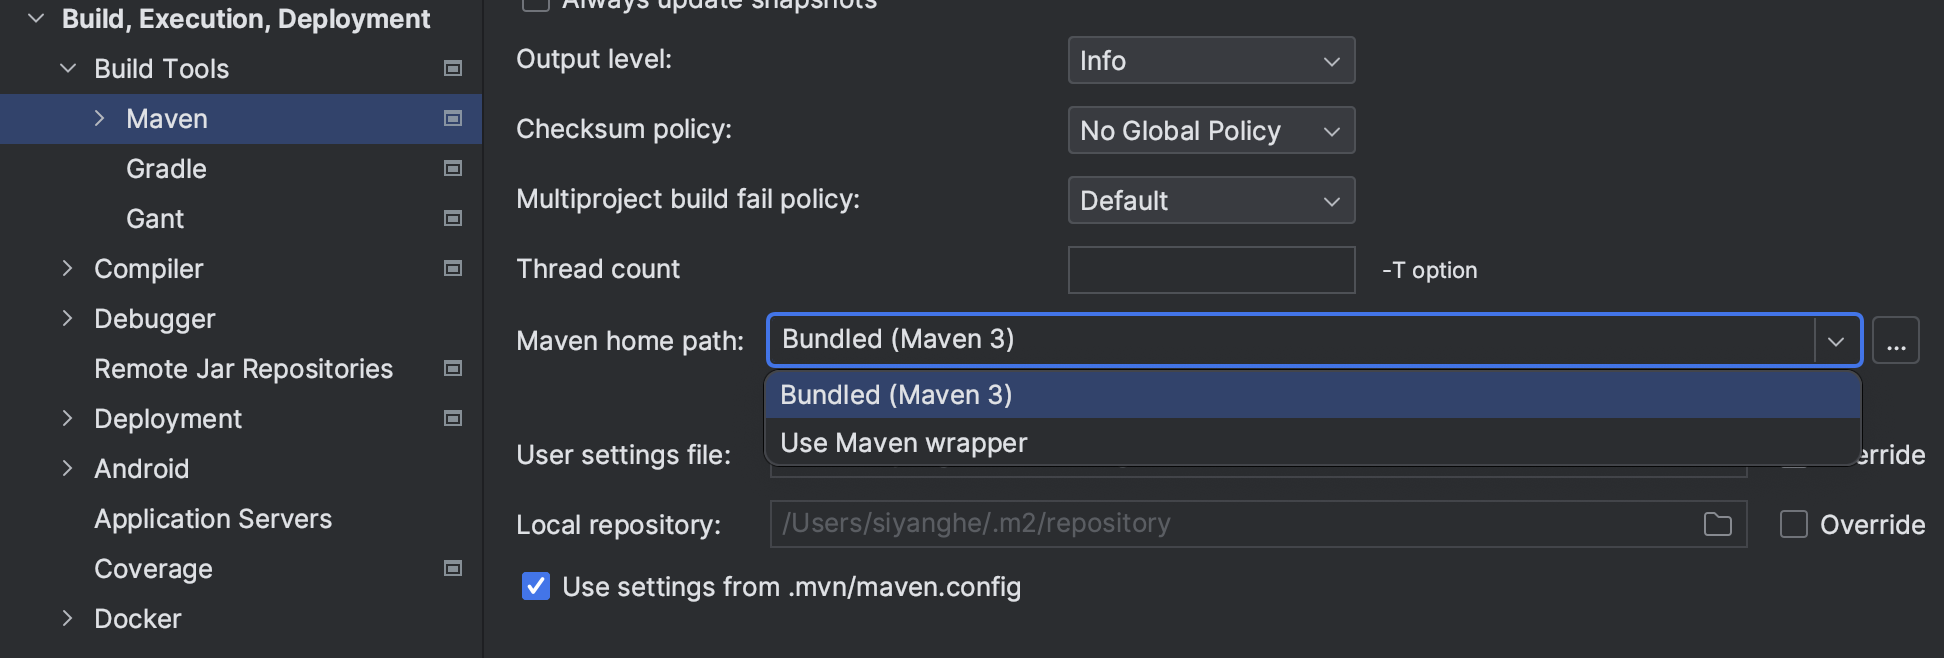 Build, Execution, Deployment
Build Tools
Maven
Gradle
Gant
Compiler
Debugger
Remote Jar Repositories
Deployment
Android
Application Servers
Coverage
Docker
Always update snapshots
Output level: Info
Checksum policy: No Global Policy
Multiproject build fail policy: Default
Thread count -T option
Maven home path: Bundled (Maven 3) ...
Bundled (Maven 3)
Use Maven wrapper
User settings file: erride
Local repository: /Users/siyanghe/.m2/repository Override
Use settings from .mvn/maven.config